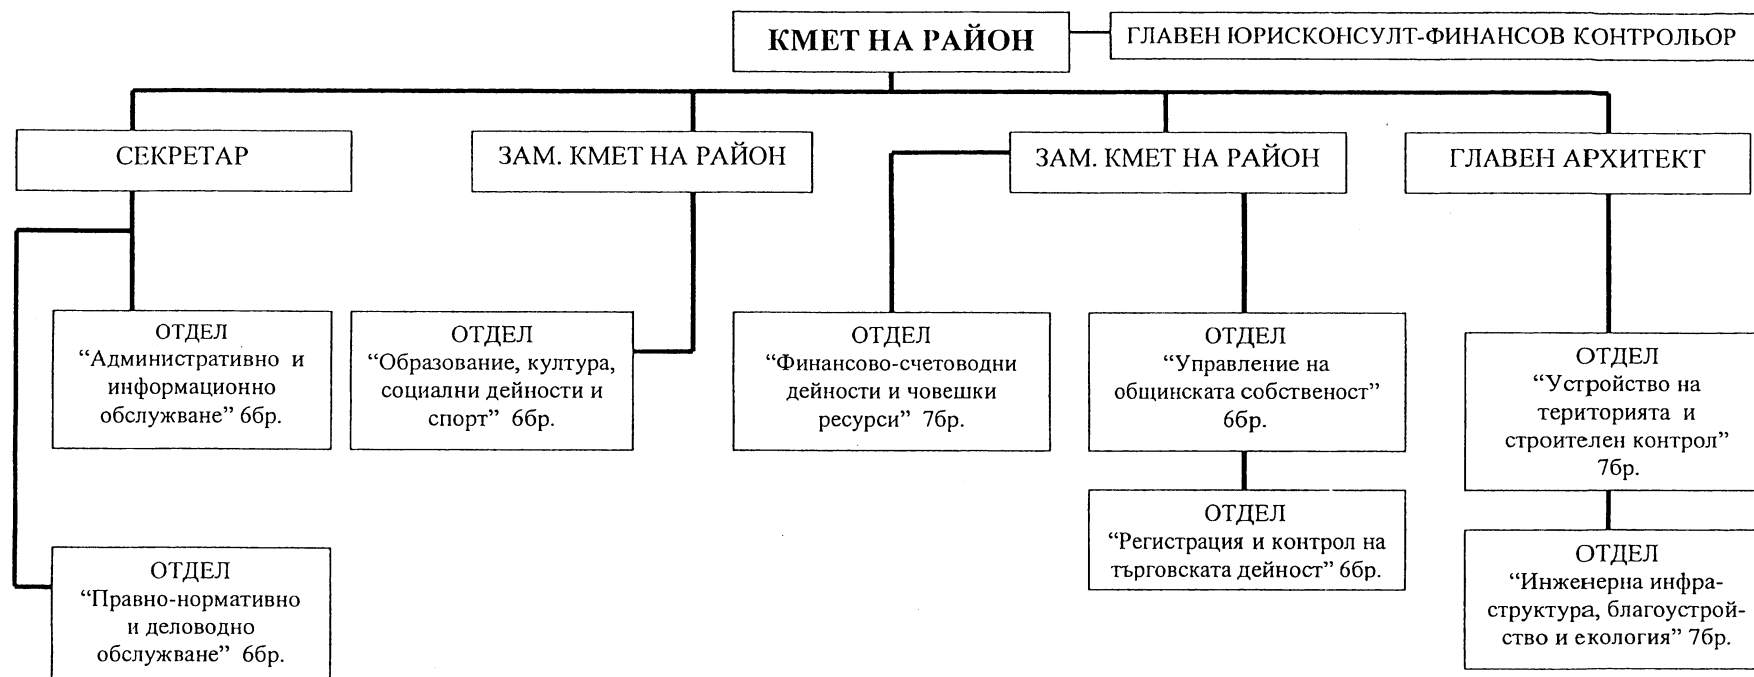 КМЕТ НА РАЙОН
ГЛАВЕН ЮРИСКОНСУЛТ-ФИНАНСОВ КОНТРОЛЬОР
СЕКРЕТАР
ЗАМ. КМЕТ НА РАЙОН
ЗАМ. КМЕТ НА РАЙОН
ГЛАВЕН АРХИТЕКТ
ОТДЕЛ
“Административно и
информационно
обслужване” 6бр.
ОТДЕЛ
“Образование, култура,
социални дейности и
спорт” 6бр.
ОТДЕЛ
“Финансово-счетоводни
дейности и човешки
ресурси” 7бр.
ОТДЕЛ
“Управление на
общинската собственост”
6бр.
ОТДЕЛ
“Устройство на
територията и
строителен контрол”
7бр.
ОТДЕЛ
“Правно-нормативно
и деловодно
обслужване” 6бр.
ОТДЕЛ
“Регистрация и контрол на
търговската дейност” 6бр.
ОТДЕЛ
“Инженерна инфра-
структура, благоустрой-
ство и екология” 7бр.